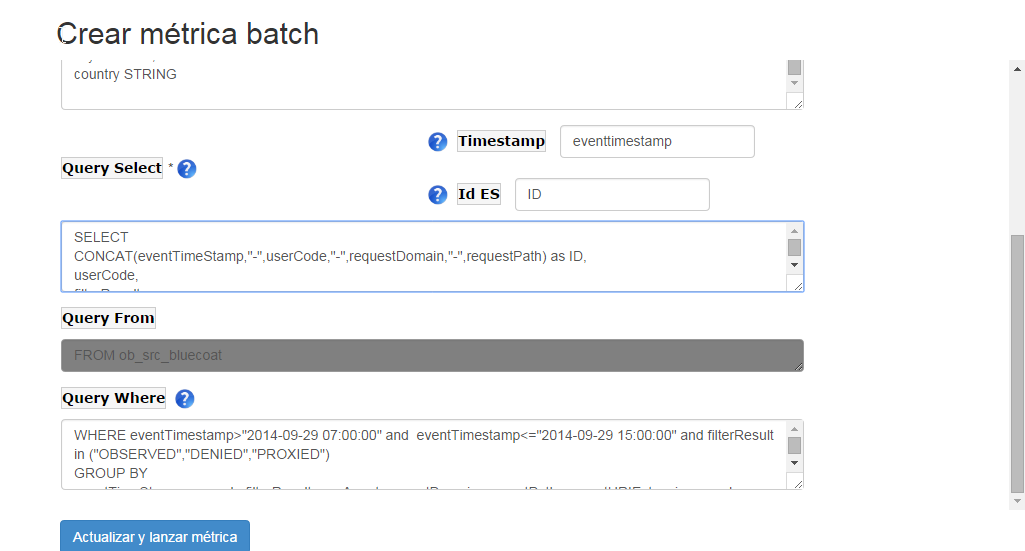 Crear métrica batch
country STRING
Timestamp
eventtimestamp
Query Select *
Id ES
ID
SELECT
CONCAT(eventTimeStamp,"-",userCode,"-",requestDomain,"-",requestPath) as ID,
userCode,
Query From
FROM ob_src_bluecoat
Query Where
WHERE eventTimestamp>"2014-09-29 07:00:00" and  eventTimestamp<="2014-09-29 15:00:00" and filterResult
in ("OBSERVED","DENIED","PROXIED")
GROUP BY
Actualizar y lanzar métrica